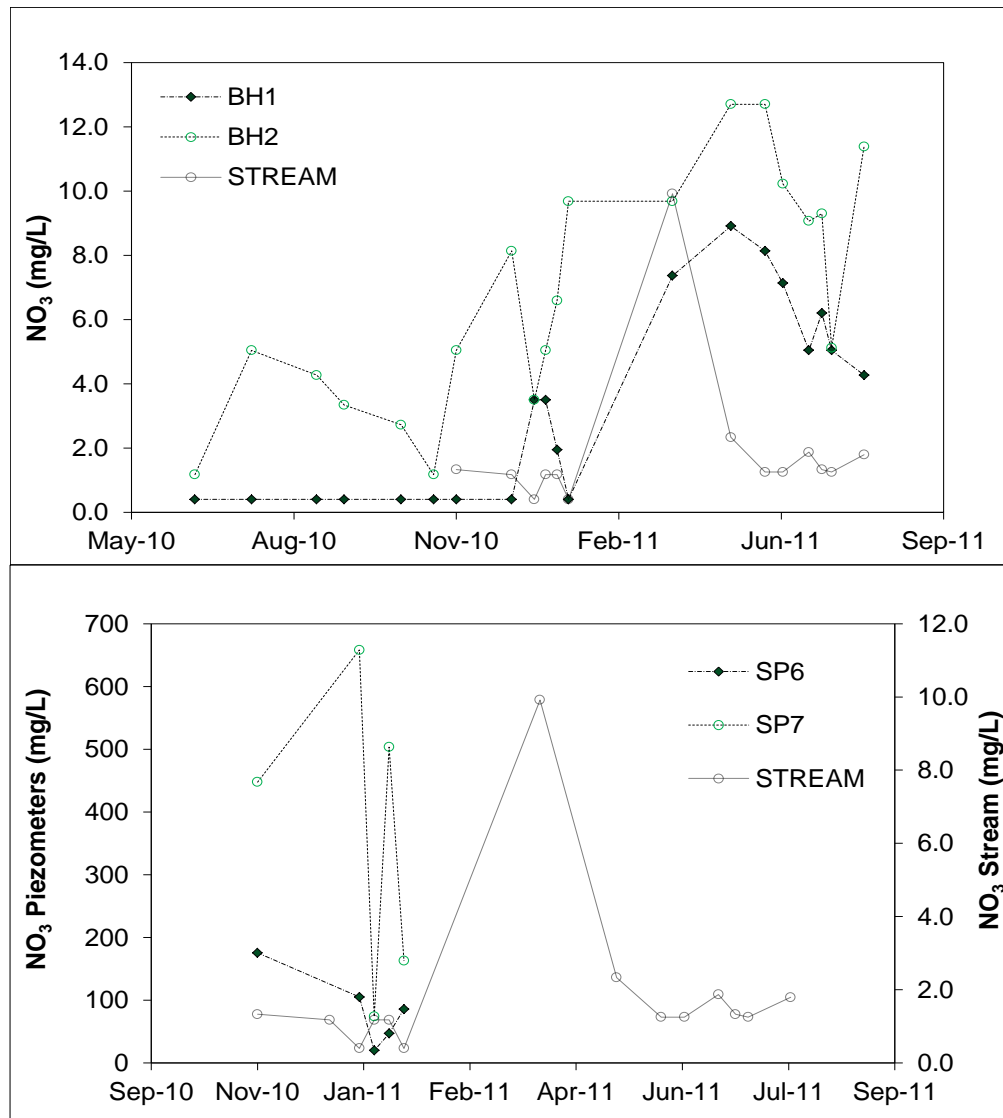 14.0
12.0
10.0
8.0
6.0
4.0
2.0
0.0
NO3 (mg/L)
BH1
BH2
STREAM
May-10 Aug-10 Nov-10 Feb-11 Jun-11 Sep-11
700
600
500
400
300
200
100
0
NO3 Piezometers (mg/L)
SP6
SP7
STREAM
12.0
10.0
8.0
6.0
4.0
2.0
0.0
NO3 Stream (mg/L)
Sep-10 Nov-10 Jan-11 Feb-11 Apr-11 Jun-11 Jul-11 Sep-11